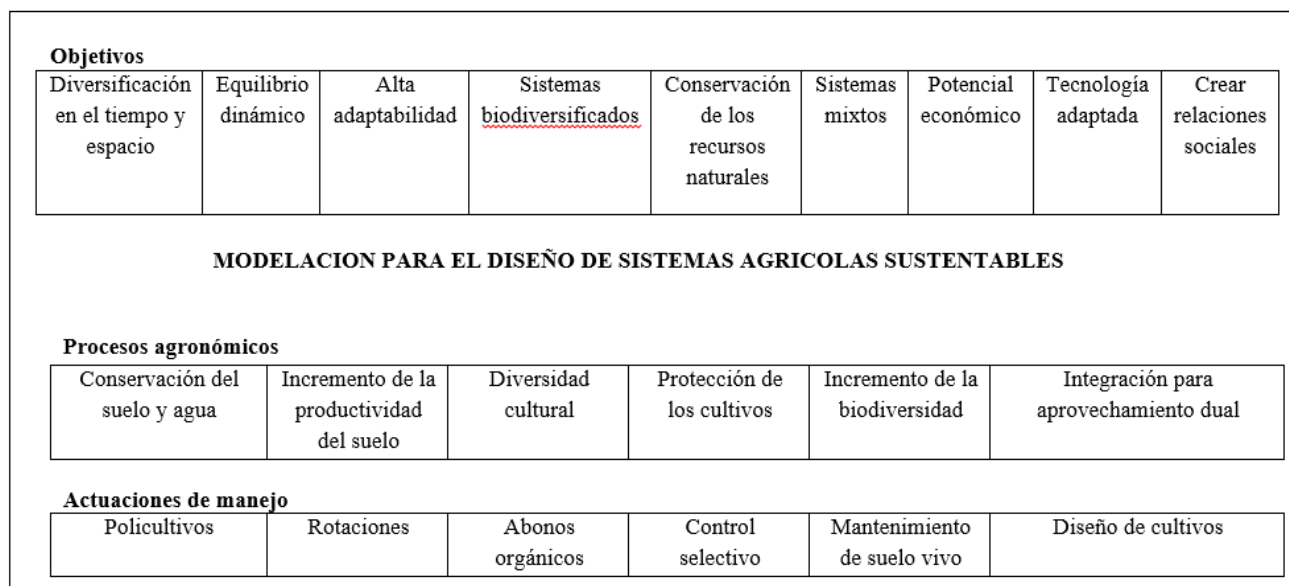 Objetivos
Diversificación en el tiempo y espacio
Equilibrio dinámico
Alta adaptabilidad
Sistemas biodiversificados
Conservación de los recursos naturales
Sistemas mixtos
Potencial económico
Tecnología adaptada
Crear relaciones sociales
MODELACION PARA EL DISEÑO DE SISTEMAS AGRICOLAS SUSTENTABLES
Procesos agronómicos
Conservación del suelo y agua
Incremento de la productividad del suelo
Diversidad cultural
Protección de los cultivos
Incremento de la biodiversidad
Integración para aprovechamiento dual
Actuaciones de manejo
Policultivos
Rotaciones
Abonos orgánicos
Control selectivo
Mantenimiento de suelo vivo
Diseño de cultivos